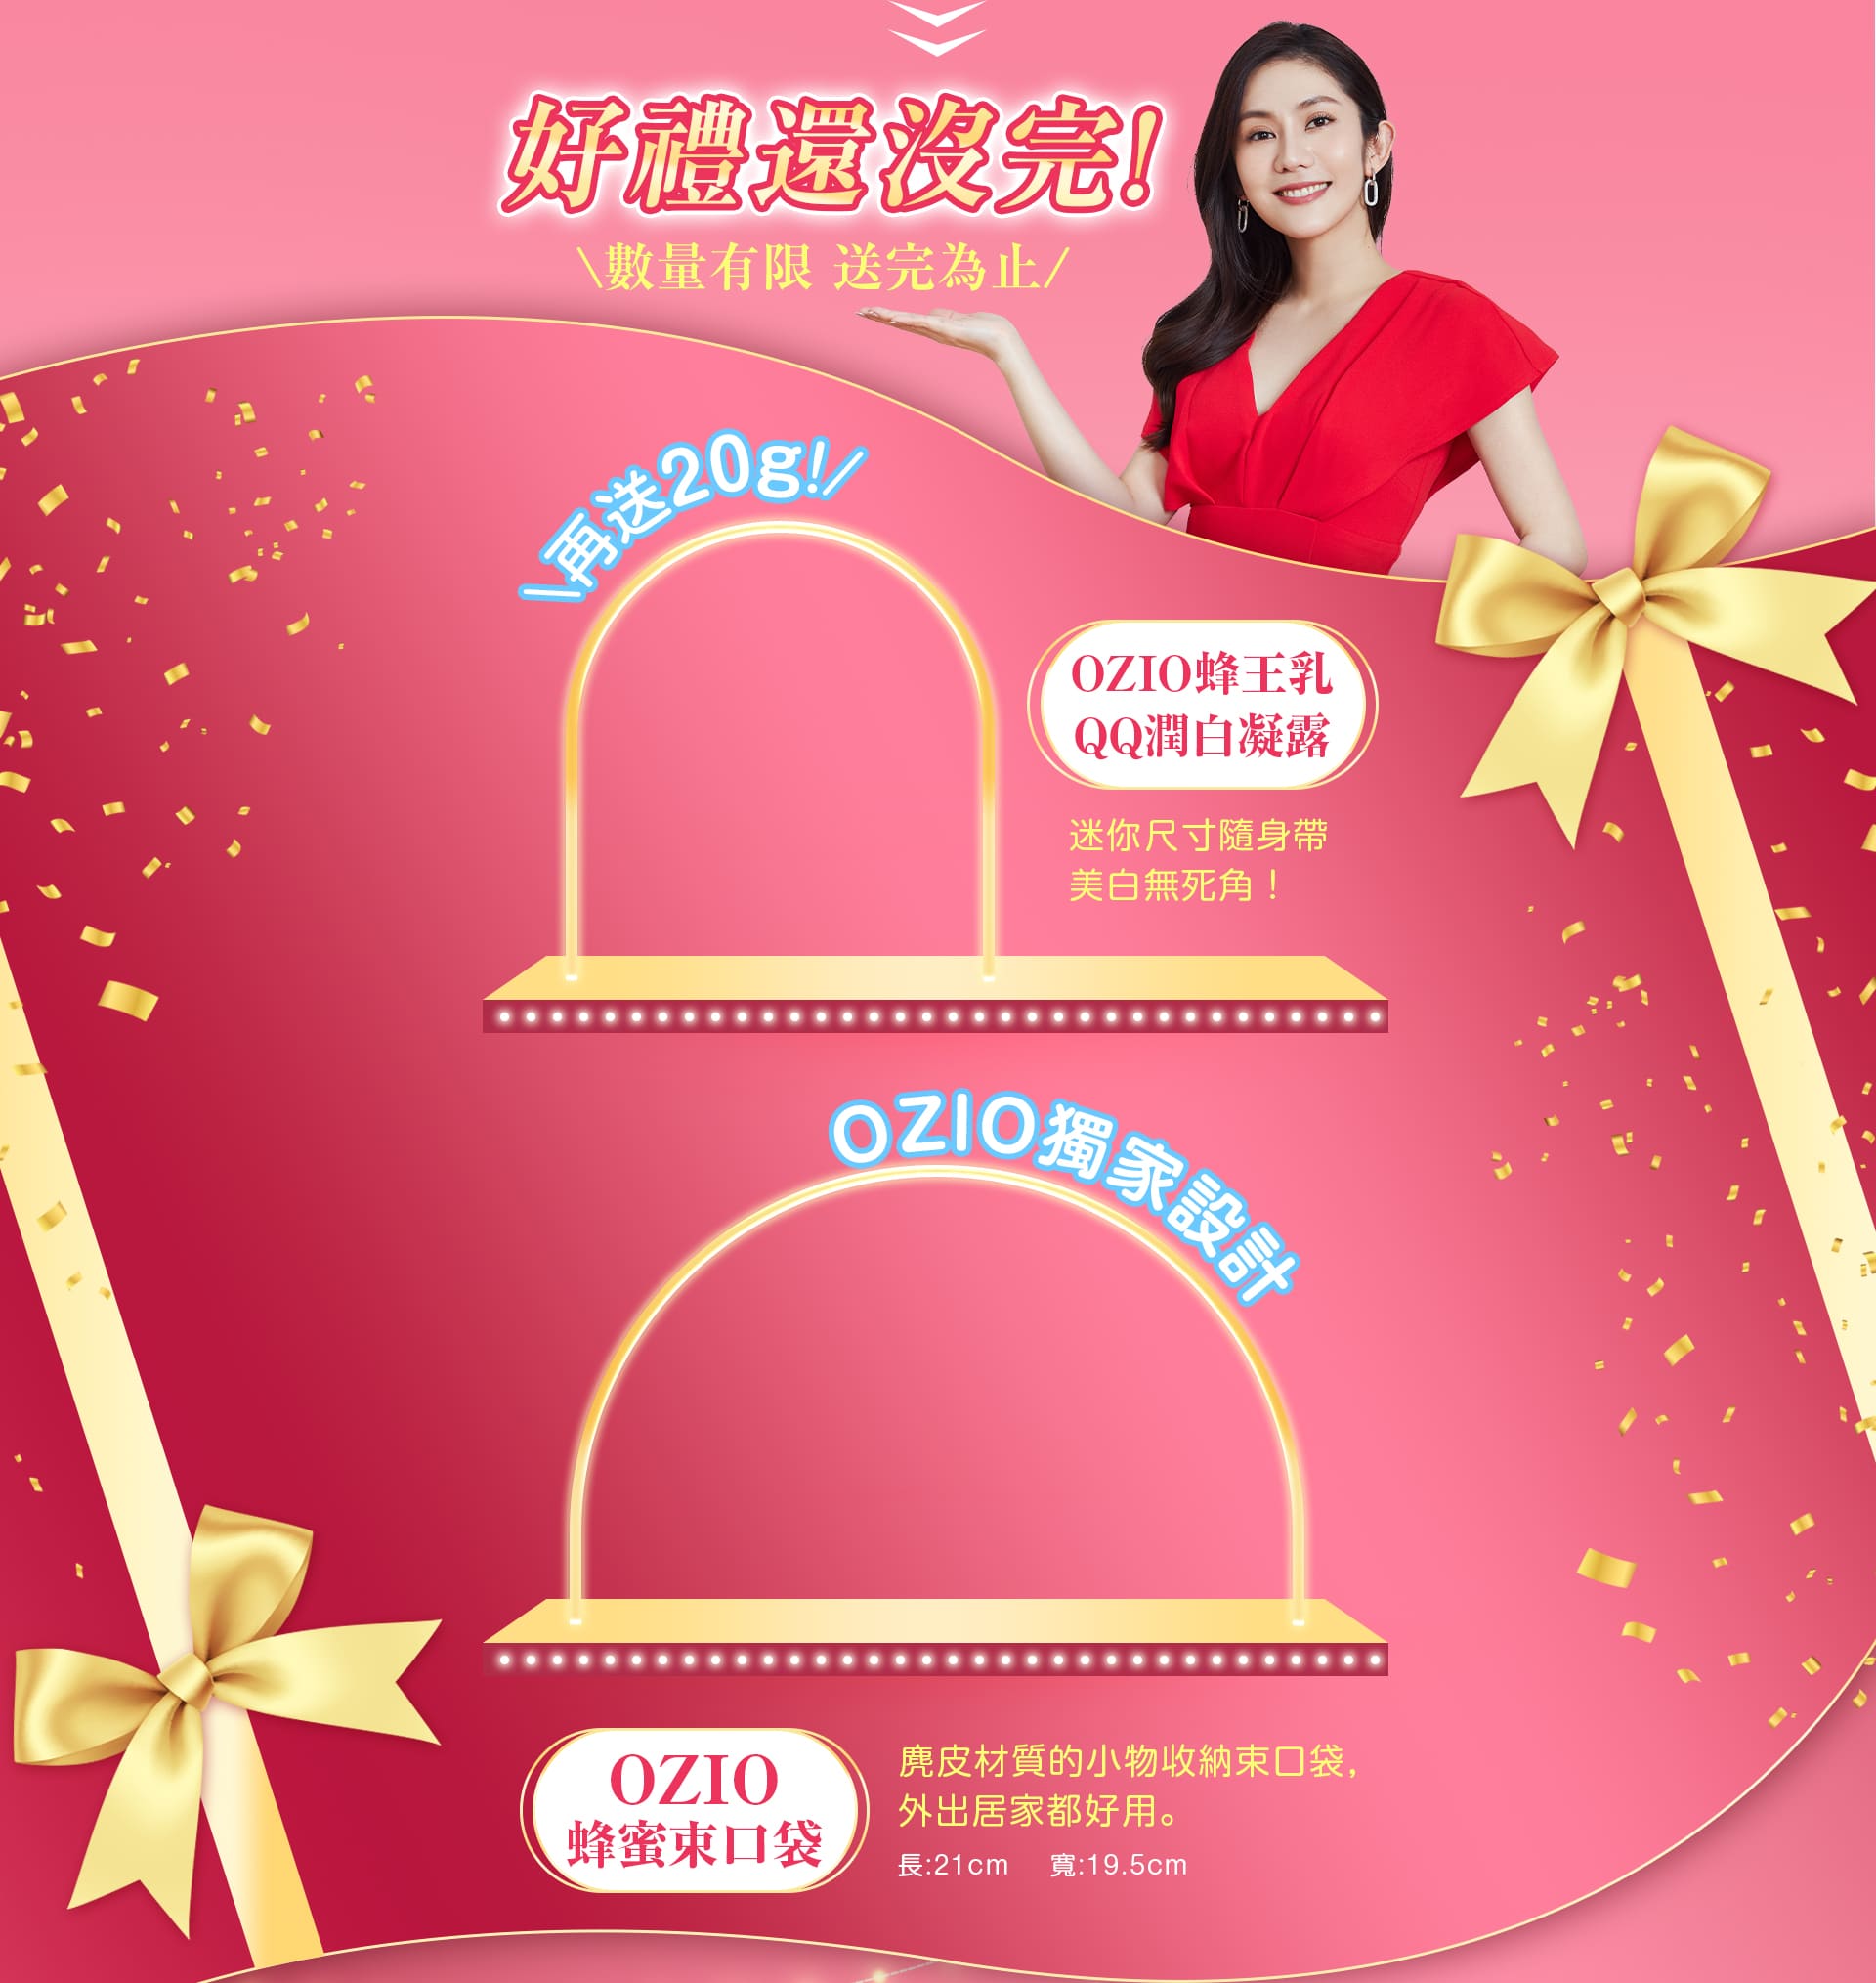 好禮還沒完!
\數量有限 送完為止/
\再送20g!/
OZIO蜂王乳
QQ潤白凝露
迷你尺寸隨身帶
美白無死角！
OZIO獨家設計
OZIO
蜂蜜束口袋
麂皮材質的小物收納束口袋,
外出居家都好用。
長:21cm 寬:19.5cm